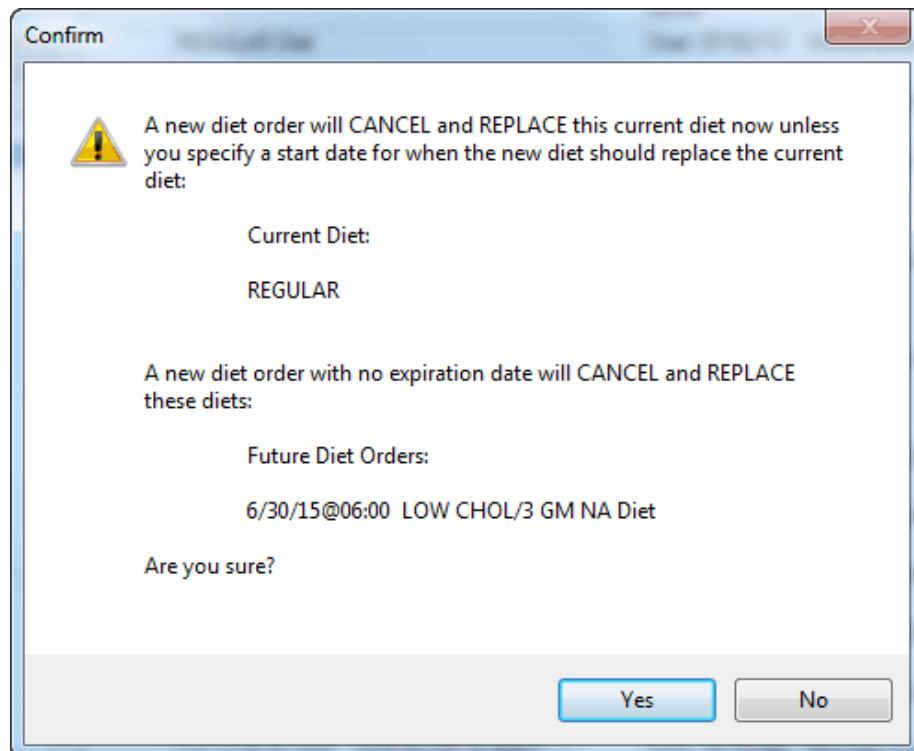 Confirm
A new diet order will CANCEL and REPLACE this current diet now unless
you specify a start date for when the new diet should replace the current
diet:
Current Diet:
REGULAR
A new diet order with no expiration date will CANCEL and REPLACE
these diets:
Future Diet Orders:
6/30/15@06:00 LOW CHOL/3 GM NA Diet
Are you sure?
Yes
No